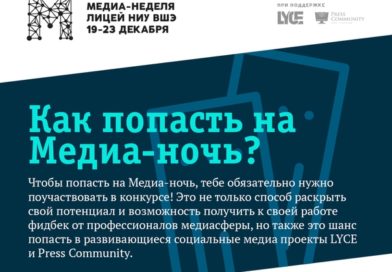 МЕДИА-НЕДЕЛЯ
ЛИЦЕЙ НИУ ВШЭ
19-23 ДЕКАБРЯ
ПРИ ПОДДЕРЖКЕ
LYCE
PRESS COMMUNITY
Как попасть на
Медиа-ночь?
Чтобы попасть на Медиа-ночь, тебе обязательно нужно
поучаствовать в конкурсе! Это не только способ раскрыть
свой потенциал и возможность получить к своей работе
фидбек от профессионалов медиасферы, но также это шанс
попасть в развивающиеся социальные медиа проекты LYCE
и Press Community.